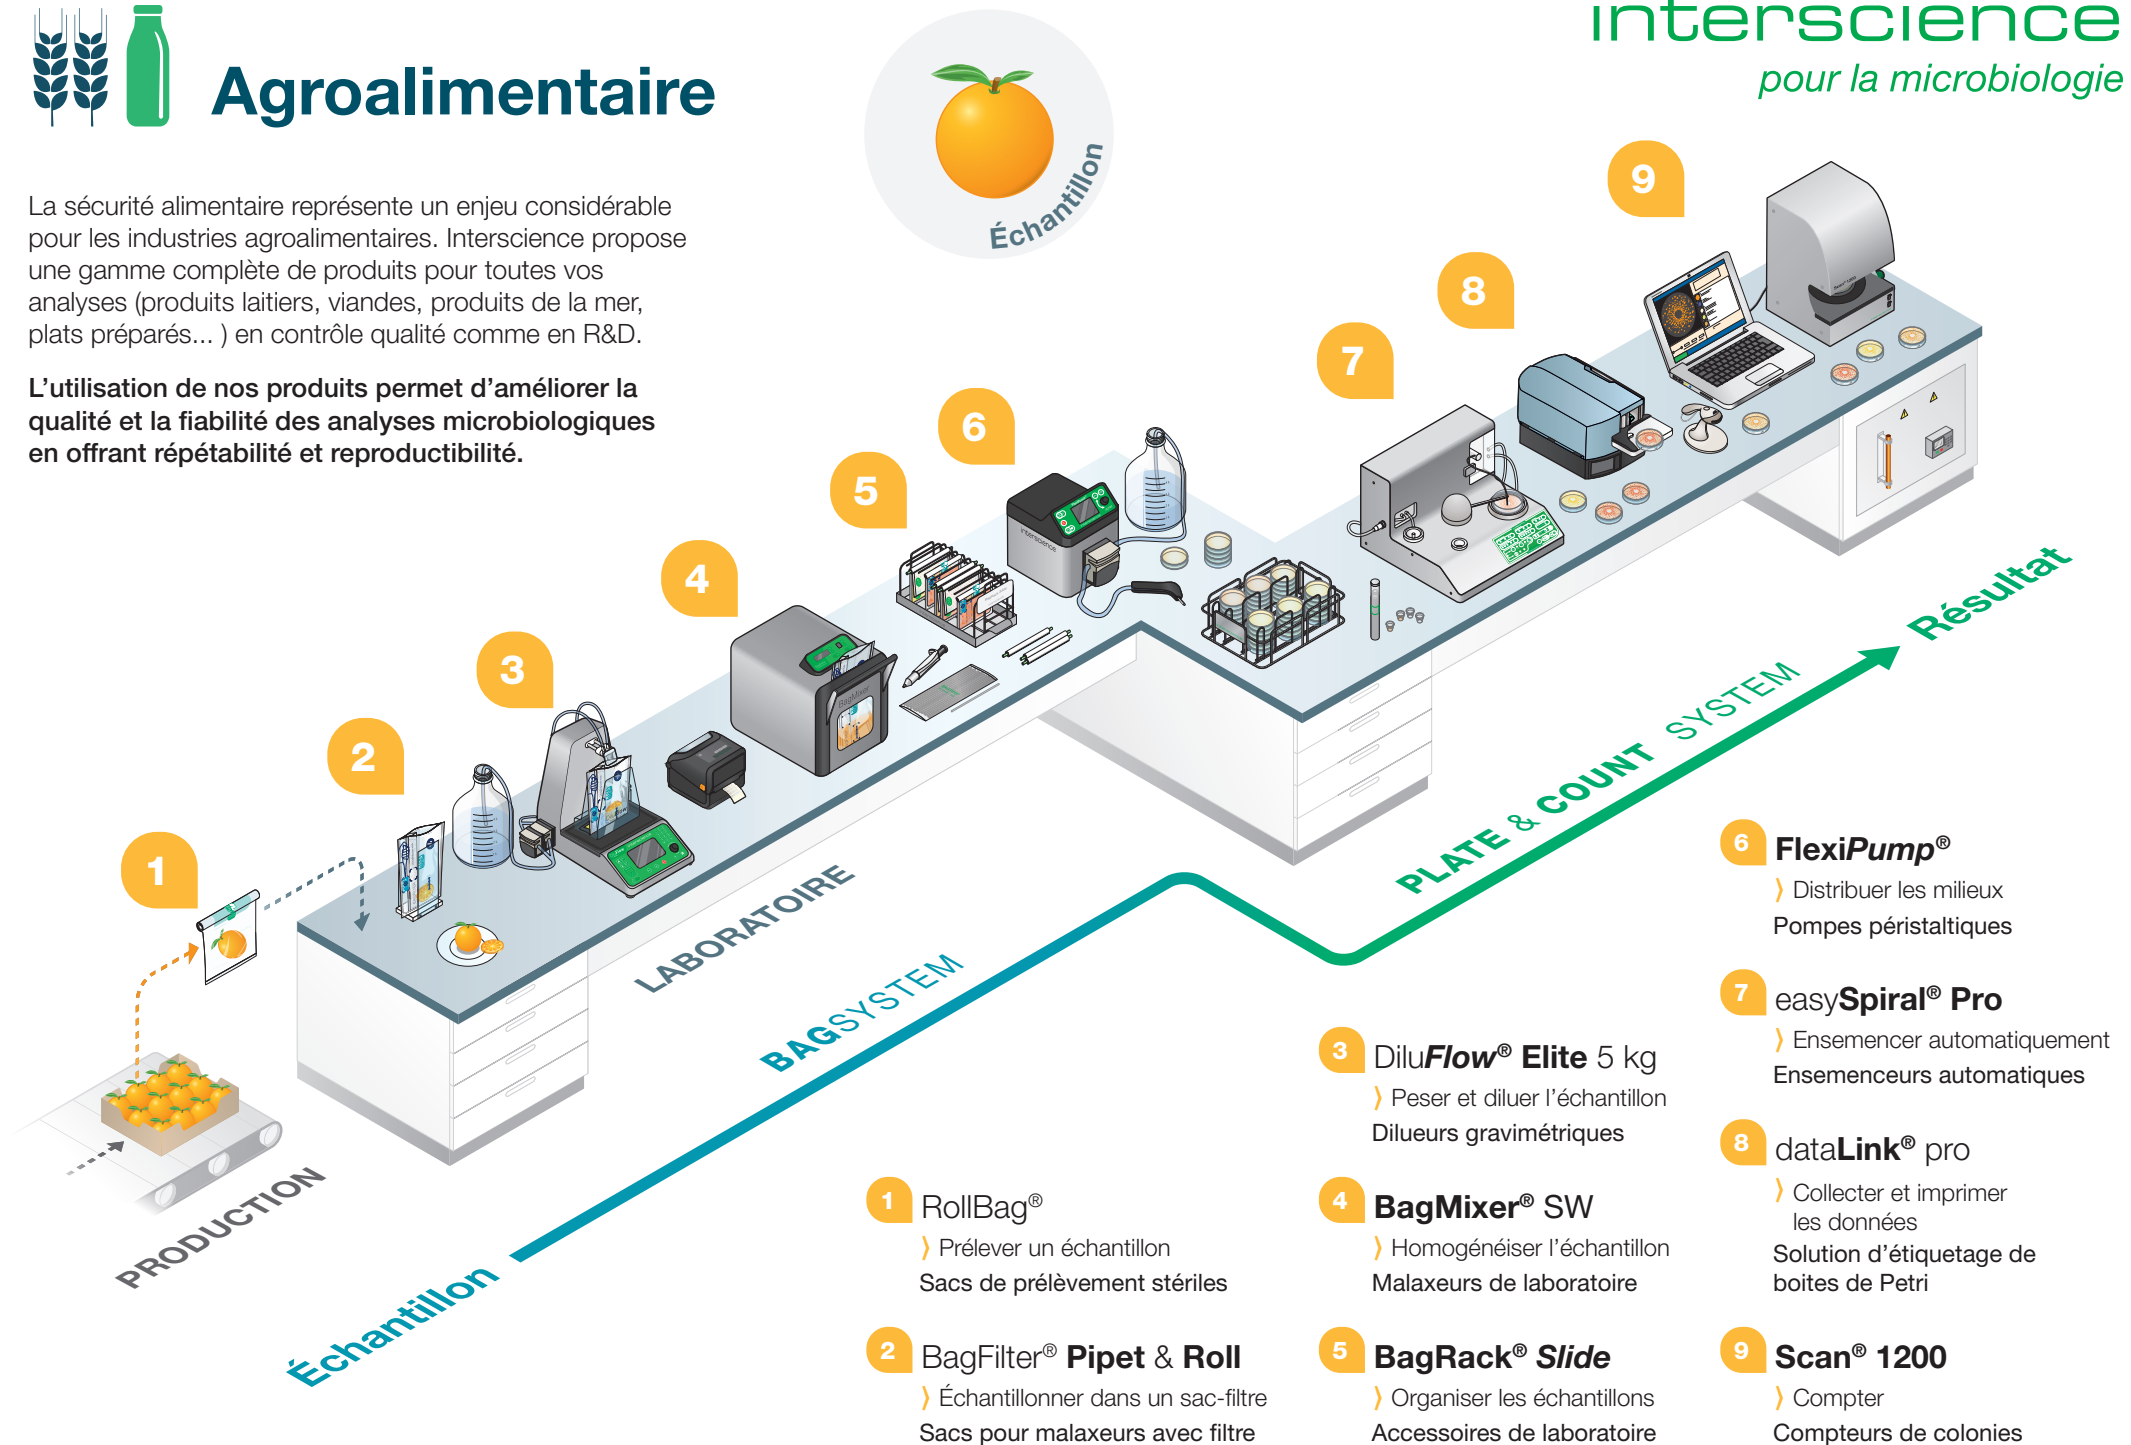 Agroalimentaire
interscience
pour la microbiologie
Échantillon
La sécurité alimentaire représente un enjeu considérable
pour les industries agroalimentaires. Interscience propose
une gamme complète de produits pour toutes vos
analyses (produits laitiers, viandes, produits de la mer,
plats préparés... ) en contrôle qualité comme en R&D.
L'utilisation de nos produits permet d'améliorer la
qualité et la fiabilité des analyses microbiologiques
en offrant répétabilité et reproductibilité.
9
8
7
6
5
4
3
2
1
interscience
BagMixer
LABORATOIRE
PRODUCTION
Échantillon
BAGSYSTEM
PLATE & COUNT SYSTEM
Résultat
1 RollBag®
⟩ Prélever un échantillon
Sacs de prélèvement stériles
2 BagFilter® Pipet & Roll
⟩ Échantillonner dans un sac-filtre
Sacs pour malaxeurs avec filtre
3 DiluFlow® Elite 5 kg
⟩ Peser et diluer l'échantillon
Dilueurs gravimétriques
4 BagMixer® SW
⟩ Homogénéiser l'échantillon
Malaxeurs de laboratoire
5 BagRack® Slide
⟩ Organiser les échantillons
Accessoires de laboratoire
6 FlexiPump®
⟩ Distribuer les milieux
Pompes péristaltiques
7 easySpiral® Pro
⟩ Ensemencer automatiquement
Ensemenceurs automatiques
8 dataLink® pro
⟩ Collecter et imprimer
les données
Solution d'étiquetage de
boites de Petri
9 Scan® 1200
⟩ Compter
Compteurs de colonies